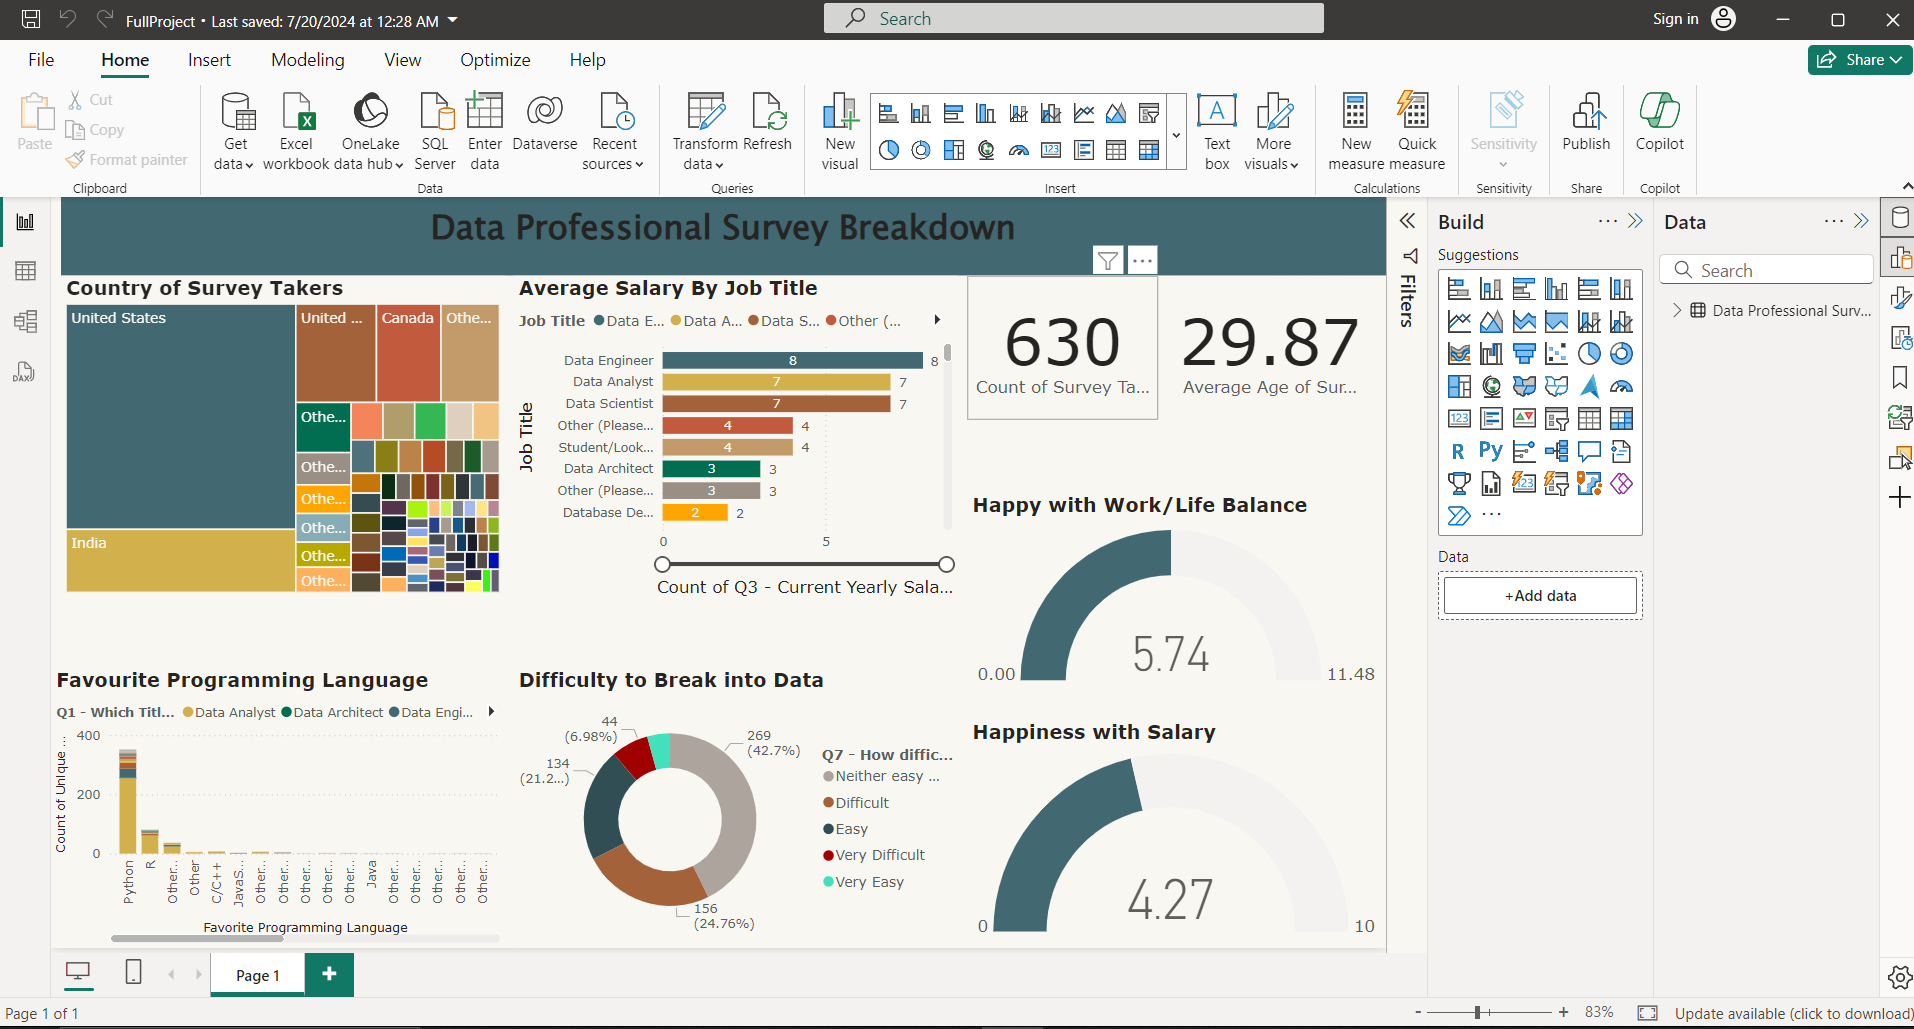 FullProject • Last saved: 7/20/2024 at 12:28 AM
Search
Sign in
File
Home
Insert
Modeling
View
Optimize
Help
Share
Paste
Cut
Copy
Format painter
Clipboard
Get data
Excel workbook
OneLake data hub
SQL Server
Enter data
Dataverse
Recent sources
Data
Transform data
Refresh
Queries
New visual
Text box
More visuals
Insert
New measure
Quick measure
Calculations
Sensitivity
Sensitivity
Publish
Share
Copilot
Copilot
Data Professional Survey Breakdown
Country of Survey Takers
United States
United ...
Canada
Othe...
Othe...
Othe...
Othe...
Othe...
Othe...
Othe...
India
Average Salary By Job Title
Job Title
Data E...
Data A...
Data S...
Other (...
Job Title
Data Engineer
8
8
Data Analyst
7
7
Data Scientist
7
7
Other (Please...
4
4
Student/Look...
4
4
Data Architect
3
3
Other (Please...
3
3
Database De...
2
2
0
5
Count of Q3 - Current Yearly Sala...
630
Count of Survey Ta...
29.87
Average Age of Sur...
Happy with Work/Life Balance
5.74
0.00
11.48
Happiness with Salary
4.27
0
10
Favourite Programming Language
Q1 - Which Titl...
Data Analyst
Data Architect
Data Engi...
Count of Unique ...
400
200
0
Python
R
Other...
Other
C/C++
JavaS...
Other...
Other...
Other...
Other...
Other...
Java
Other...
Other...
Other...
Other...
Other...
Favorite Programming Language
Difficulty to Break into Data
44
(6.98%)
269
(42.7%)
134
(21.2...)
156
(24.76%)
Q7 - How diffic...
Neither easy ...
Difficult
Easy
Very Difficult
Very Easy
Filters
Build
Suggestions
123
R
Py
123
Data
+Add data
Data
Search
Data Professional Surv...
DAX
Page 1
Page 1 of 1
- + 83%
Update available (click to download)